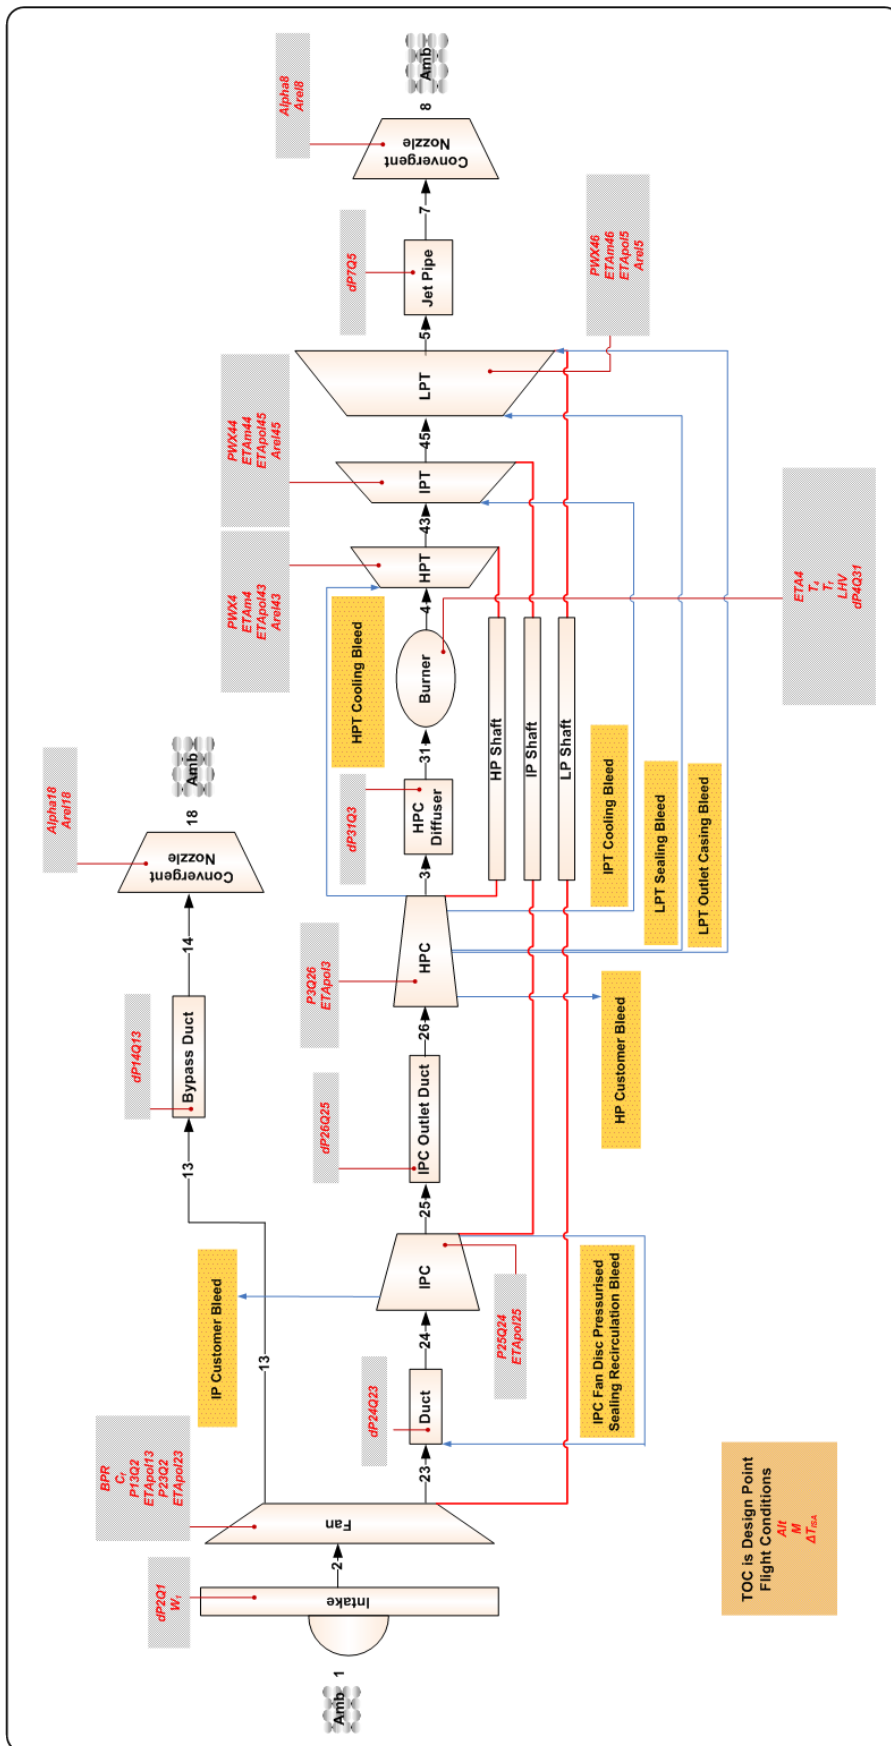 Amb
1
dP2Q1
W₁
Intake
2
BPR
Cf
P13Q2
ETApol13
P23Q2
ETApol23
Fan
13
13
dP14Q13
Bypass Duct
14
Alpha18
Arel18
Convergent
Nozzle
18
Amb
IP Customer Bleed
23
dP24Q23
Duct
24
IPC
P25Q24
ETApol25
25
dP26Q25
IPC Outlet Duct
26
P3Q26
ETApol3
HPC
3
dP31Q3
HPC
Diffuser
31
Burner
4
HPT Cooling Bleed
PWX4
ETAm4
ETApol43
Arel43
HPT
43
PWX44
ETAm44
ETApol45
Arel45
IPT
45
LPT
5
dP7Q5
Jet Pipe
7
Alpha8
Arel8
Convergent
Nozzle
8
Amb
HP Shaft
IP Shaft
LP Shaft
PWX46
ETAm46
ETApol5
Arel5
ETA4
T₄
Tf
LHV
dP4Q31
IPT Cooling Bleed
LPT Sealing Bleed
LPT Outlet Casing Bleed
HP Customer Bleed
IPC Fan Disc Pressurised
Sealing Recirculation Bleed
TOC is Design Point
Flight Conditions
Alt
M
ΔTISA